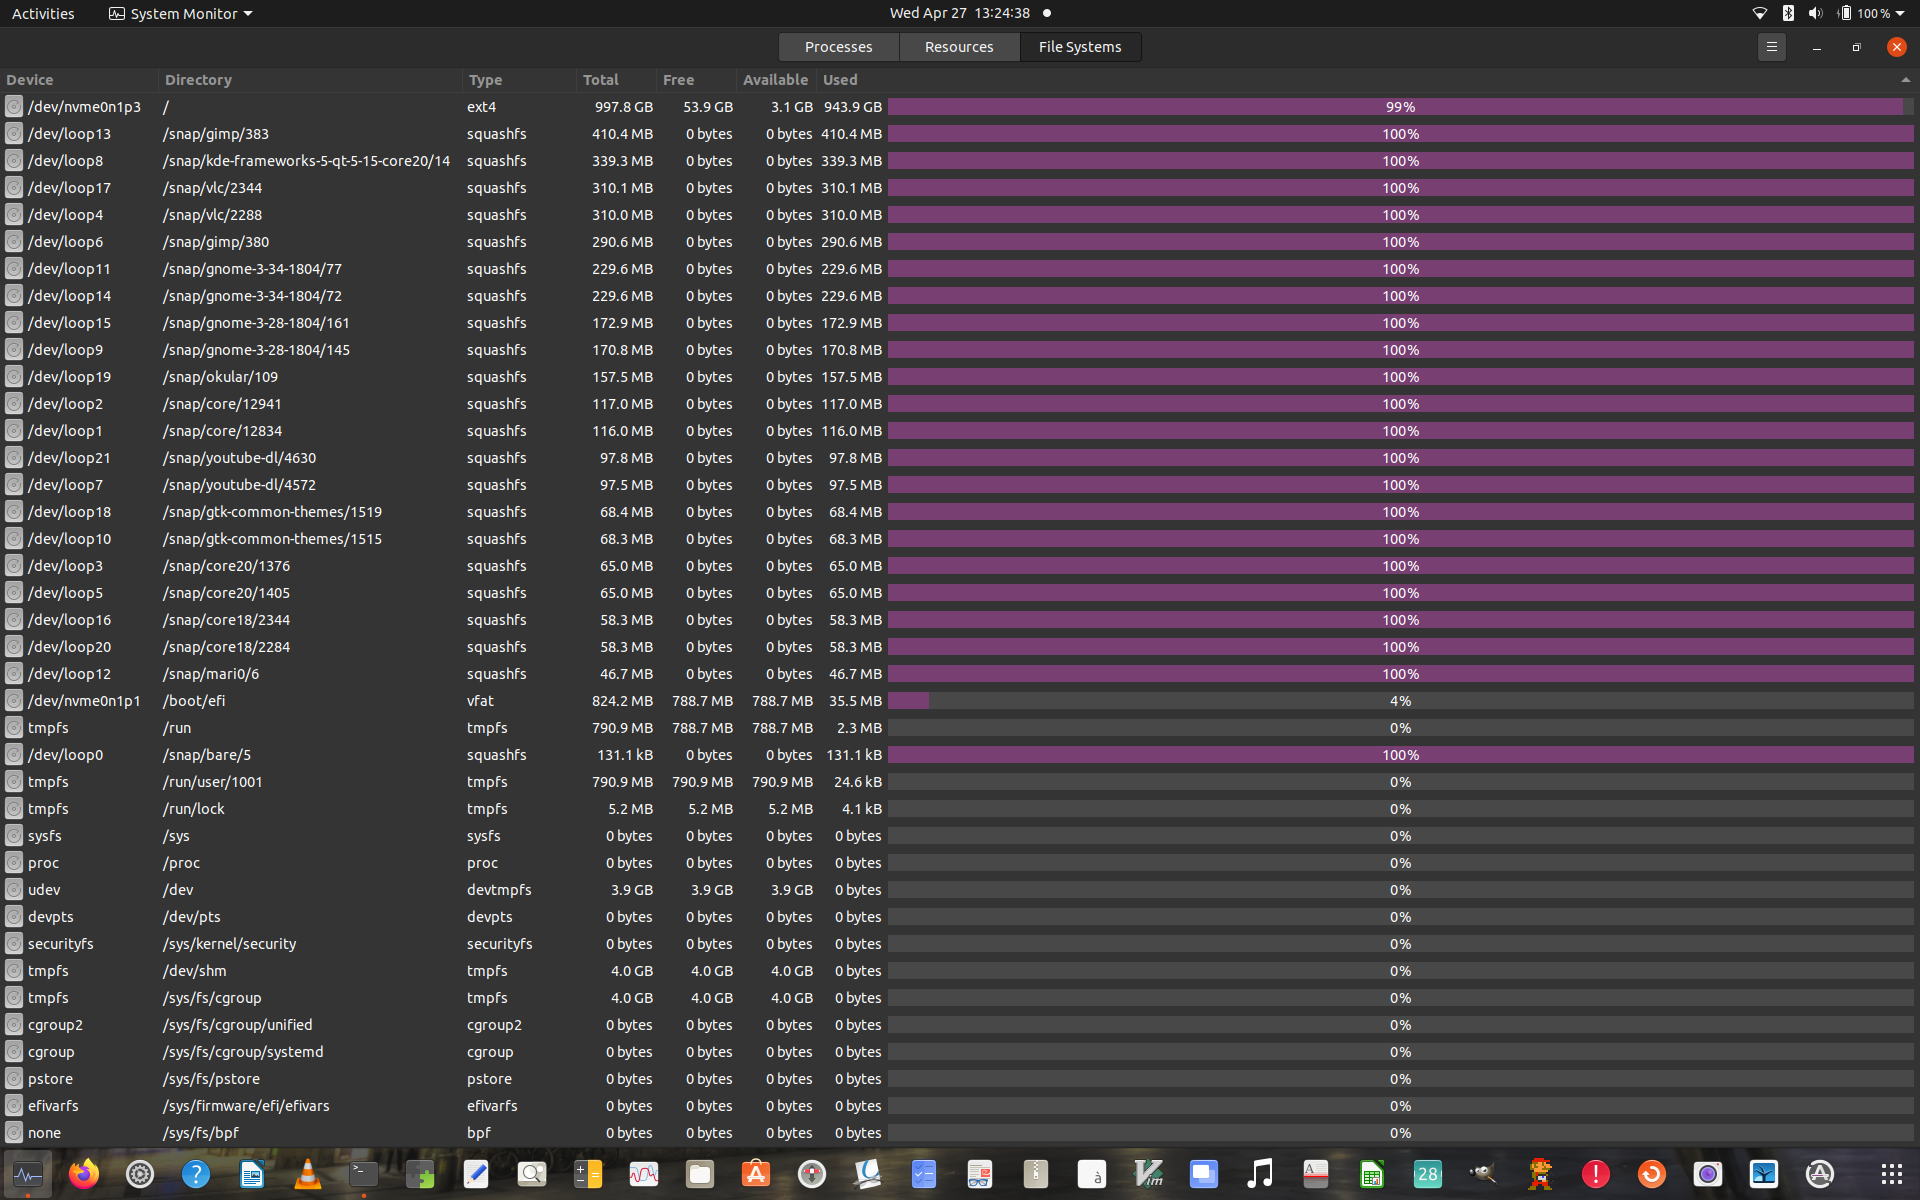 Activities System Monitor Wed Apr 27 13:24:38 100 %
Processes Resources File Systems
Device Directory Type Total Free Available Used
/dev/nvme0n1p3 / ext4 997.8 GB 53.9 GB 3.1 GB 943.9 GB 99%
/dev/loop13 /snap/gimp/383 squashfs 410.4 MB 0 bytes 0 bytes 410.4 MB 100%
/dev/loop8 /snap/kde-frameworks-5-qt-5-15-core20/14 squashfs 339.3 MB 0 bytes 0 bytes 339.3 MB 100%
/dev/loop17 /snap/vlc/2344 squashfs 310.1 MB 0 bytes 0 bytes 310.1 MB 100%
/dev/loop4 /snap/vlc/2288 squashfs 310.0 MB 0 bytes 0 bytes 310.0 MB 100%
/dev/loop6 /snap/gimp/380 squashfs 290.6 MB 0 bytes 0 bytes 290.6 MB 100%
/dev/loop11 /snap/gnome-3-34-1804/77 squashfs 229.6 MB 0 bytes 0 bytes 229.6 MB 100%
/dev/loop14 /snap/gnome-3-34-1804/72 squashfs 229.6 MB 0 bytes 0 bytes 229.6 MB 100%
/dev/loop15 /snap/gnome-3-28-1804/161 squashfs 172.9 MB 0 bytes 0 bytes 172.9 MB 100%
/dev/loop9 /snap/gnome-3-28-1804/145 squashfs 170.8 MB 0 bytes 0 bytes 170.8 MB 100%
/dev/loop19 /snap/okular/109 squashfs 157.5 MB 0 bytes 0 bytes 157.5 MB 100%
/dev/loop2 /snap/core/12941 squashfs 117.0 MB 0 bytes 0 bytes 117.0 MB 100%
/dev/loop1 /snap/core/12834 squashfs 116.0 MB 0 bytes 0 bytes 116.0 MB 100%
/dev/loop21 /snap/youtube-dl/4630 squashfs 97.8 MB 0 bytes 0 bytes 97.8 MB 100%
/dev/loop7 /snap/youtube-dl/4572 squashfs 97.5 MB 0 bytes 0 bytes 97.5 MB 100%
/dev/loop18 /snap/gtk-common-themes/1519 squashfs 68.4 MB 0 bytes 0 bytes 68.4 MB 100%
/dev/loop10 /snap/gtk-common-themes/1515 squashfs 68.3 MB 0 bytes 0 bytes 68.3 MB 100%
/dev/loop3 /snap/core20/1376 squashfs 65.0 MB 0 bytes 0 bytes 65.0 MB 100%
/dev/loop5 /snap/core20/1405 squashfs 65.0 MB 0 bytes 0 bytes 65.0 MB 100%
/dev/loop16 /snap/core18/2344 squashfs 58.3 MB 0 bytes 0 bytes 58.3 MB 100%
/dev/loop20 /snap/core18/2284 squashfs 58.3 MB 0 bytes 0 bytes 58.3 MB 100%
/dev/loop12 /snap/mari0/6 squashfs 46.7 MB 0 bytes 0 bytes 46.7 MB 100%
/dev/nvme0n1p1 /boot/efi vfat 824.2 MB 788.7 MB 788.7 MB 35.5 MB 4%
tmpfs /run tmpfs 790.9 MB 788.7 MB 788.7 MB 2.3 MB 0%
/dev/loop0 /snap/bare/5 squashfs 131.1 kB 0 bytes 0 bytes 131.1 kB 100%
tmpfs /run/user/1001 tmpfs 790.9 MB 790.9 MB 790.9 MB 24.6 kB 0%
tmpfs /run/lock tmpfs 5.2 MB 5.2 MB 5.2 MB 4.1 kB 0%
sysfs /sys sysfs 0 bytes 0 bytes 0 bytes 0 bytes 0%
proc /proc proc 0 bytes 0 bytes 0 bytes 0 bytes 0%
udev /dev devtmpfs 3.9 GB 3.9 GB 3.9 GB 0 bytes 0%
devpts /dev/pts devpts 0 bytes 0 bytes 0 bytes 0 bytes 0%
securityfs /sys/kernel/security securityfs 0 bytes 0 bytes 0 bytes 0 bytes 0%
tmpfs /dev/shm tmpfs 4.0 GB 4.0 GB 4.0 GB 0 bytes 0%
tmpfs /sys/fs/cgroup tmpfs 4.0 GB 4.0 GB 4.0 GB 0 bytes 0%
cgroup2 /sys/fs/cgroup/unified cgroup2 0 bytes 0 bytes 0 bytes 0 bytes 0%
cgroup /sys/fs/cgroup/systemd cgroup 0 bytes 0 bytes 0 bytes 0 bytes 0%
pstore /sys/fs/pstore pstore 0 bytes 0 bytes 0 bytes 0 bytes 0%
efivarfs /sys/firmware/efi/efivars efivarfs 0 bytes 0 bytes 0 bytes 0 bytes 0%
none /sys/fs/bpf bpf 0 bytes 0 bytes 0 bytes 0 bytes 0%
? à Vim A 28